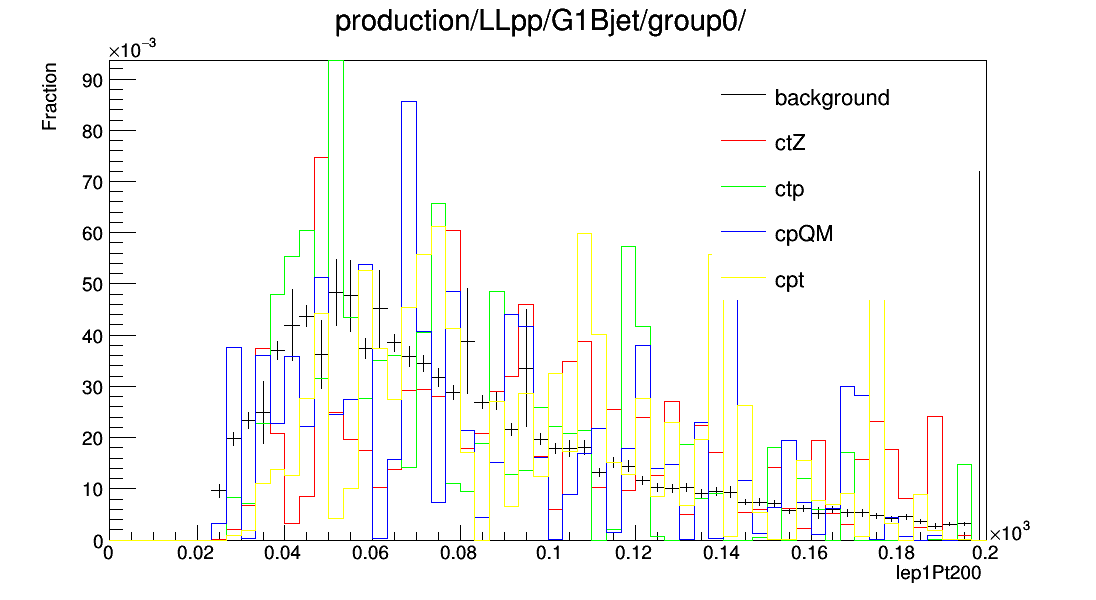 production/LLpp/G1Bjet/group0/
×10⁻³
Fraction
90
80
70
60
50
40
30
20
10
0
background
ctZ
ctp
cpQM
cpt
0 0.02 0.04 0.06 0.08 0.1 0.12 0.14 0.16 0.18 0.2
×10³
lep1Pt200